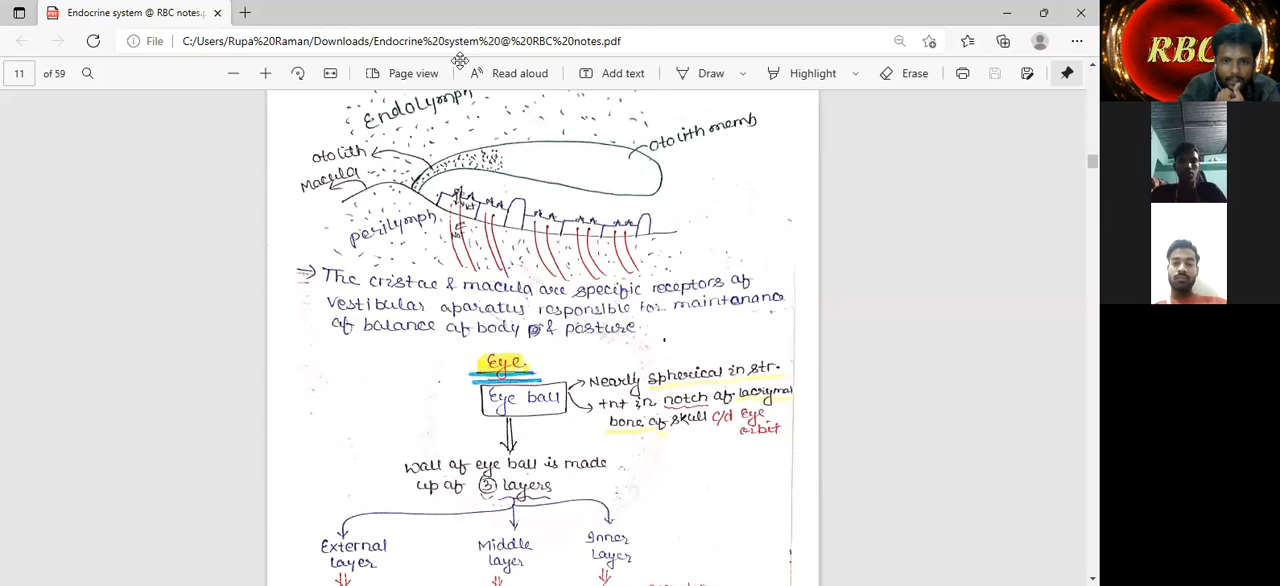 Endocrine system @ RBC notes.p
File C:/Users/Rupa%20Raman/Downloads/Endocrine%20system%20@%20RBC%20notes.pdf
11 of 59 Page view Read aloud Add text Draw Highlight Erase
RBC
Endolymph
otolith memb
otolith
Macula
Perilymph
⇒ The cristae & macula are specific receptors of
vestibular aparatus responsible for maintanance
of balance of body & posture.
Eye
Eye ball
Nearly spherical in str.
tnt in notch of lacrymal
bone of skull c/d Eye
orbit
Wall of eye ball is made
up of 3 layers
External
layer
Middle
layer
Inner
layer